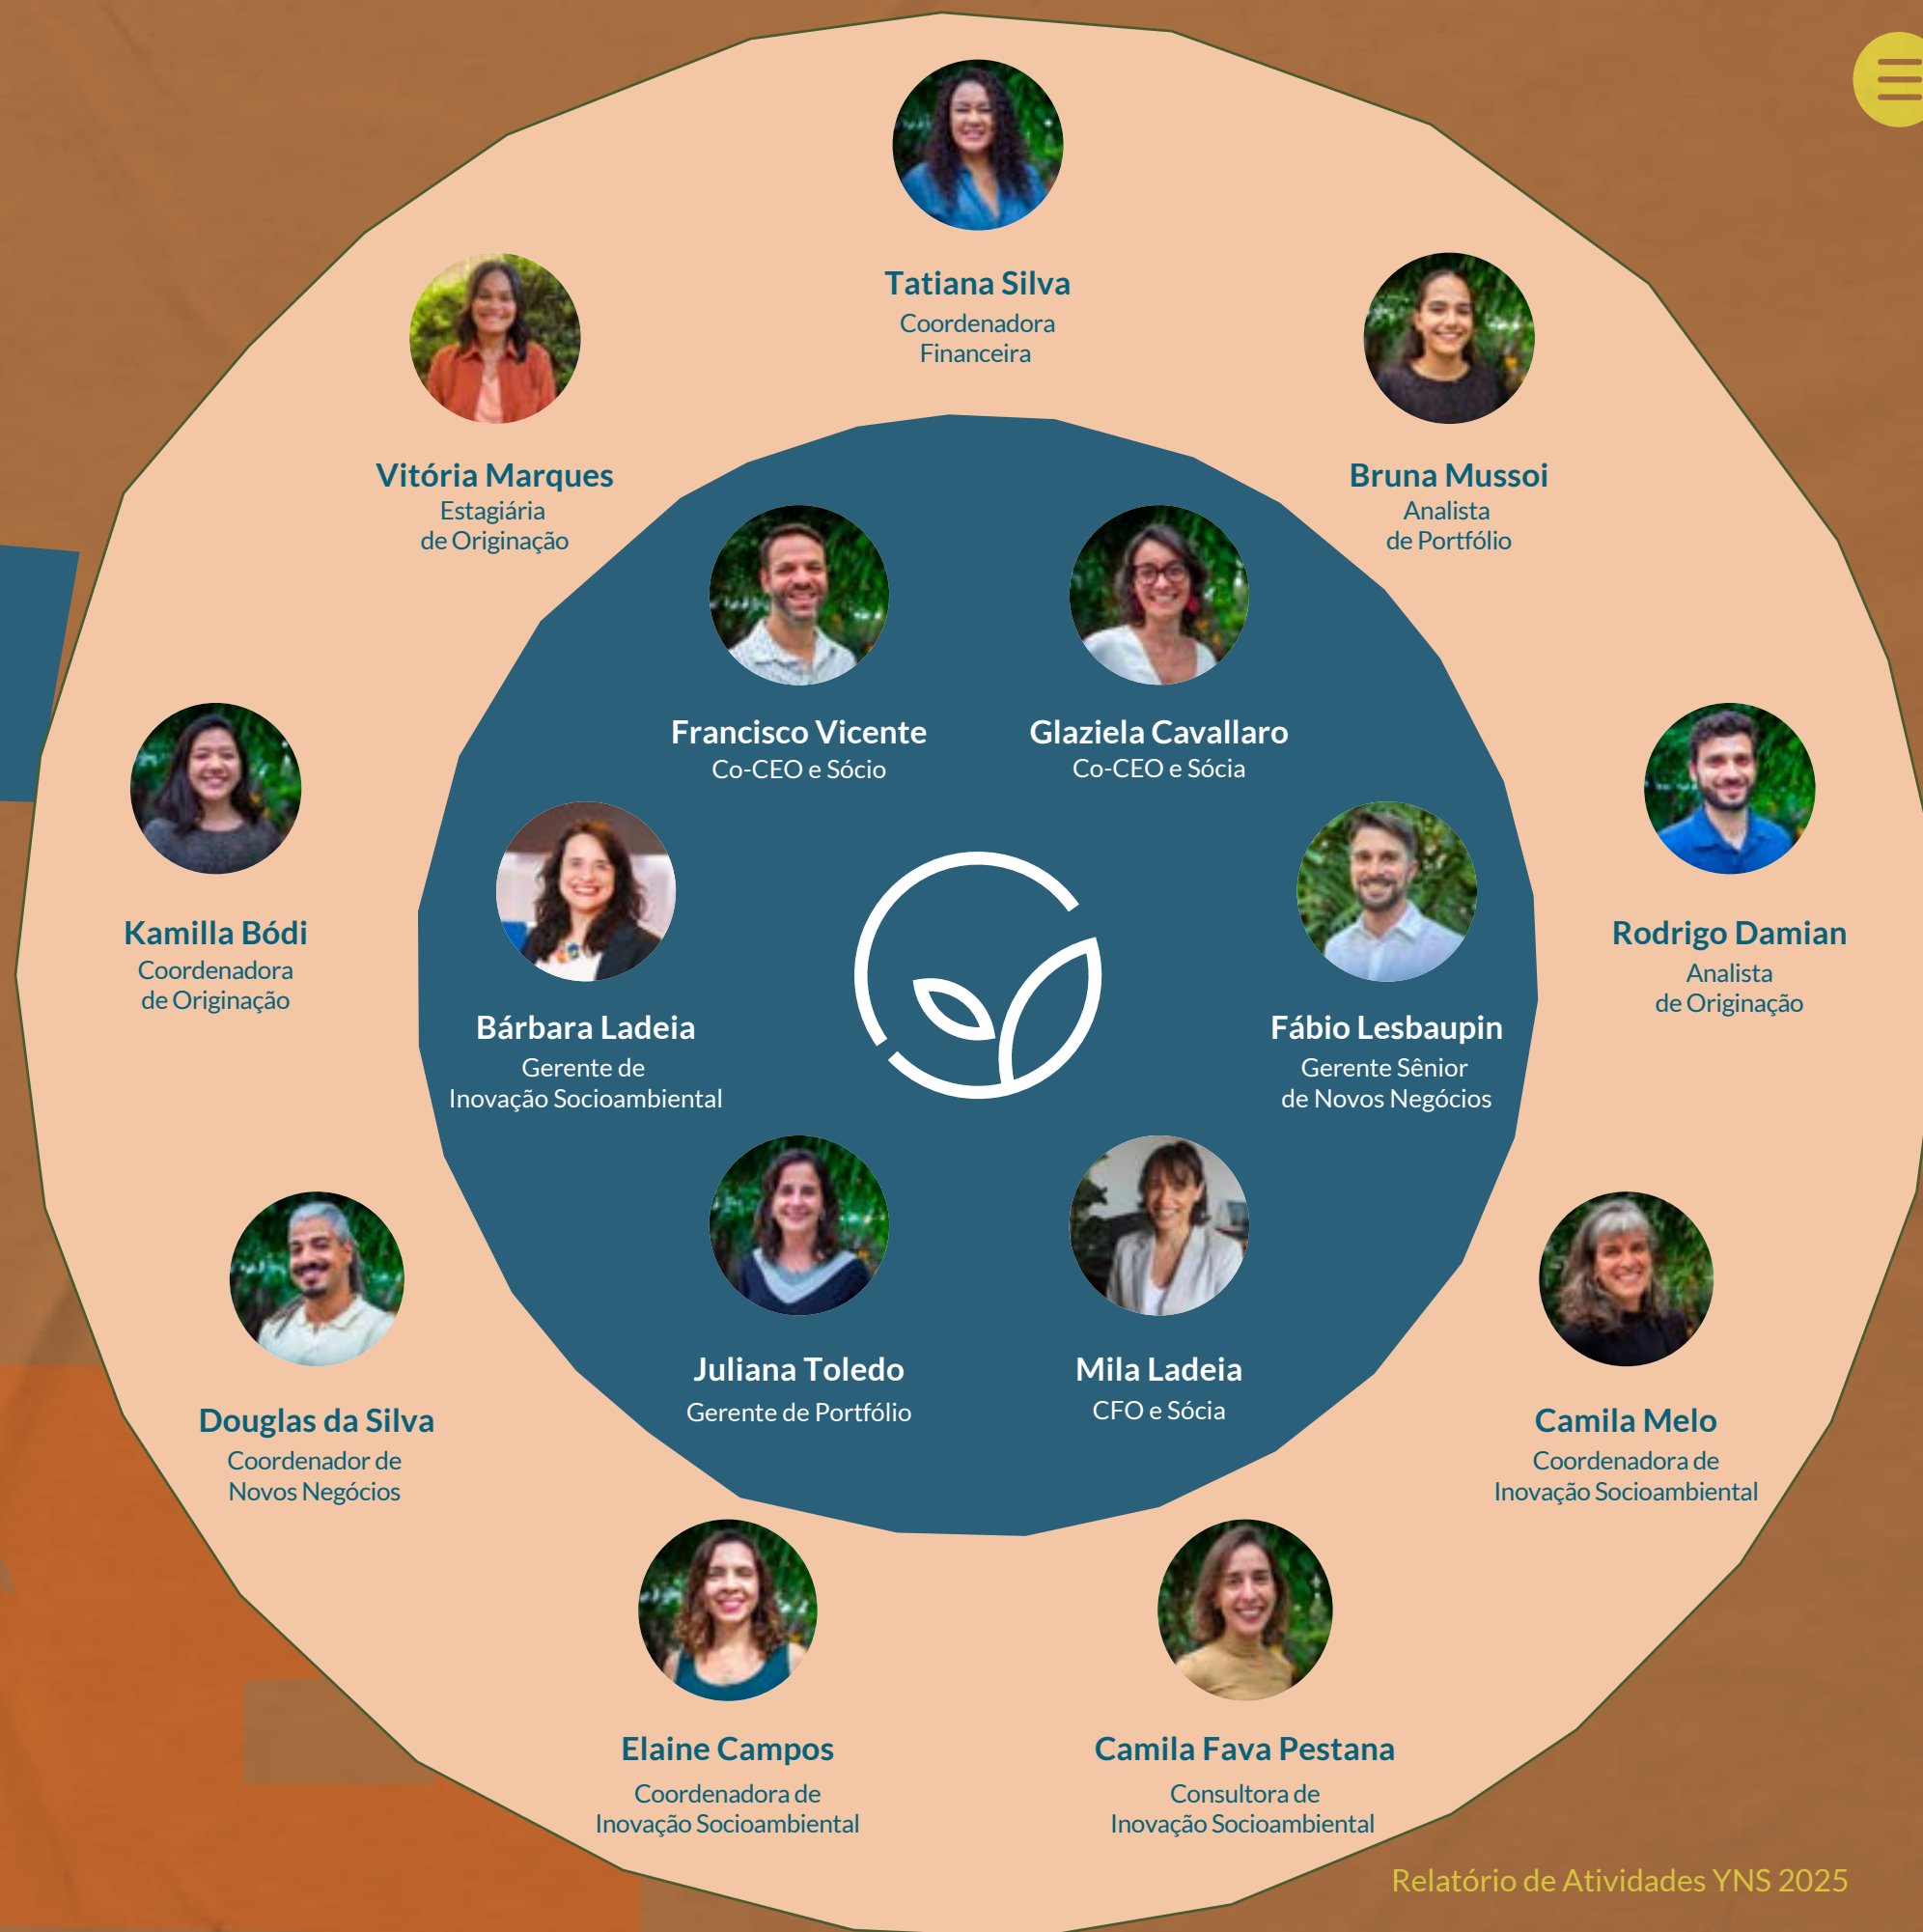 Tatiana Silva
Coordenadora
Financeira
Vitória Marques
Estagiária
de Originação
Bruna Mussoi
Analista
de Portfólio
Francisco Vicente
Co-CEO e Sócio
Glaziela Cavallaro
Co-CEO e Sócia
Kamilla Bódi
Coordenadora
de Originação
Rodrigo Damian
Analista
de Originação
Bárbara Ladeia
Gerente de
Inovação Socioambiental
Fábio Lesbaupin
Gerente Sênior
de Novos Negócios
Juliana Toledo
Gerente de Portfólio
Mila Ladeia
CFO e Sócia
Douglas da Silva
Coordenador de
Novos Negócios
Camila Melo
Coordenadora de
Inovação Socioambiental
Elaine Campos
Coordenadora de
Inovação Socioambiental
Camila Fava Pestana
Consultora de
Inovação Socioambiental
Relatório de Atividades YNS 2025